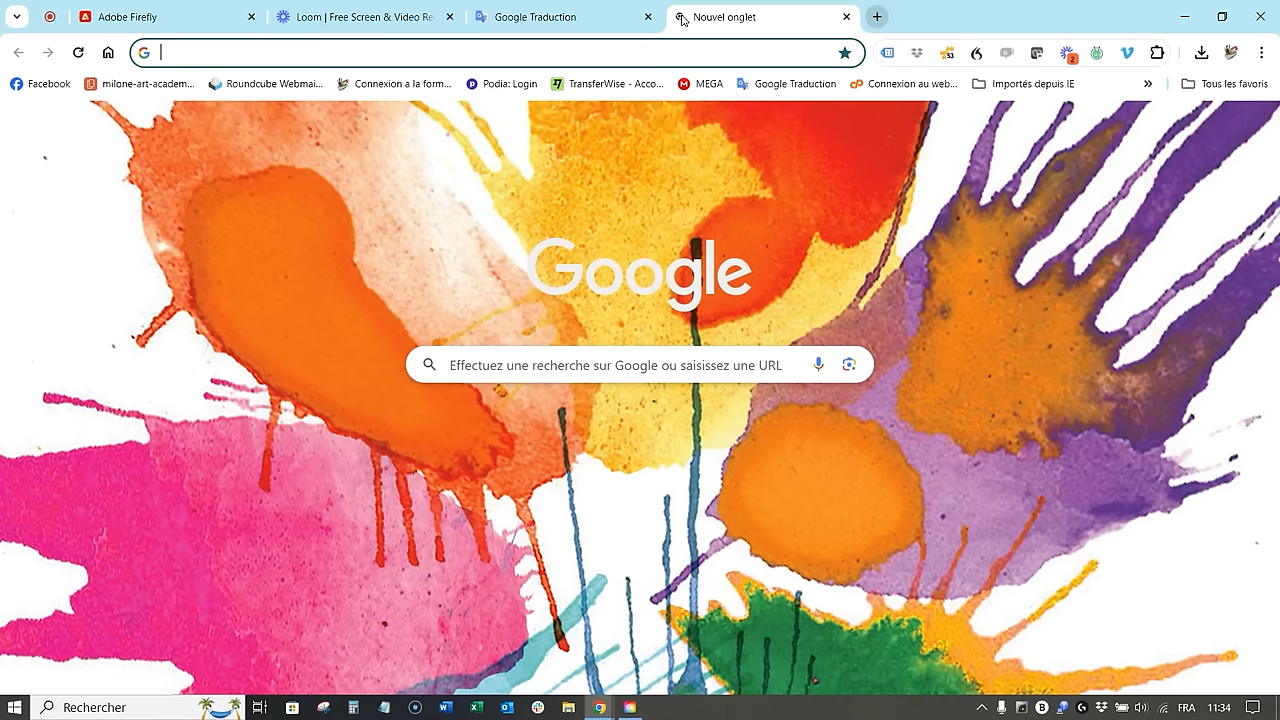 Adobe Firefly
Loom | Free Screen & Video Re
Google Traduction
Nouvel onglet
Facebook
milone-art-academ...
Roundcube Webmai...
Connexion a la form...
Podia: Login
TransferWise - Acco...
MEGA
Google Traduction
Connexion au web...
Importés depuis IE
»
Tous les favoris
Google
Effectuez une recherche sur Google ou saisissez une URL
Rechercher
FRA
11:34